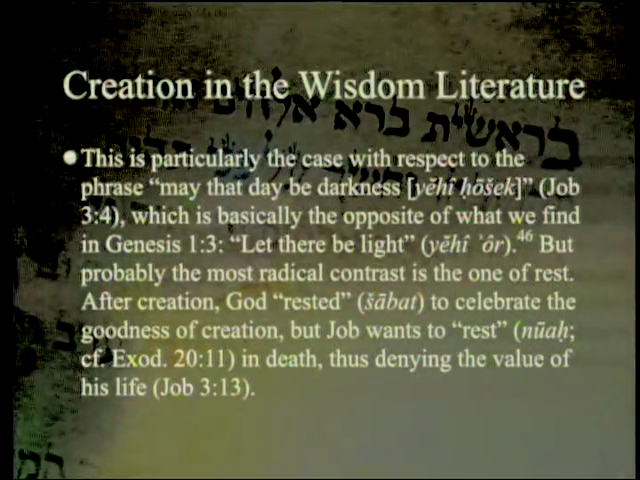 Creation in the Wisdom Literature
בראשית ברא אלהים
• This is particularly the case with respect to the
phrase “may that day be darkness [yĕhî ḥōšek]” (Job
3:4), which is basically the opposite of what we find
in Genesis 1:3: “Let there be light” (yĕhî ʾôr).46 But
probably the most radical contrast is the one of rest.
After creation, God “rested” (šābat) to celebrate the
goodness of creation, but Job wants to “rest” (nūaḥ;
cf. Exod. 20:11) in death, thus denying the value of
his life (Job 3:13).